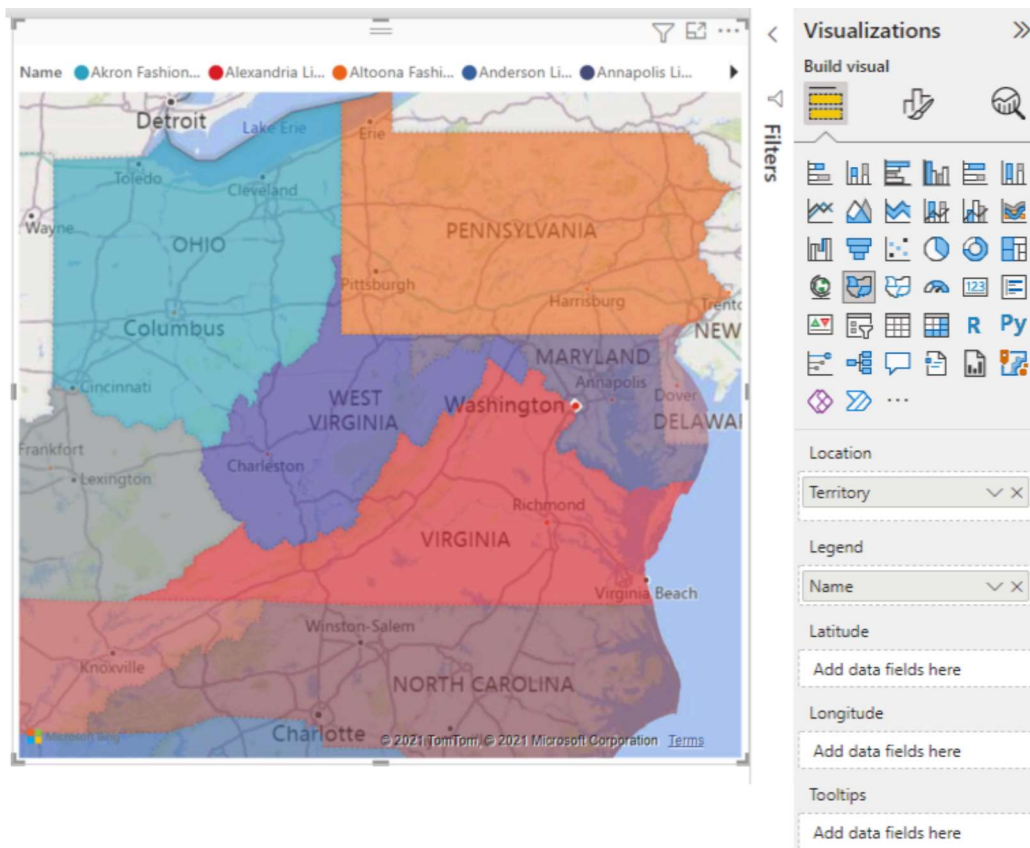 Visualizations
Build visual
Filters
Name Akron Fashion... Alexandria Li... Altoona Fashi... Anderson Li... Annapolis Li...
Detroit
Lake Erie
Erie
Toledo
Cleveland
Wayne
OHIO
PENNSYLVANIA
Pittsburgh
Harrisburg
Trento
Columbus
NEW
MARYLAND
Cincinnati
Annapolis
WEST
VIRGINIA
Washington
Dover
DELAWAI
Frankfort
Charleston
Lexington
Richmond
VIRGINIA
Virginia Beach
Winston-Salem
Knoxville
NORTH CAROLINA
Charlotte
© 2021 TomTom, © 2021 Microsoft Corporation Terms
123
R Py
Location
Territory
Legend
Name
Latitude
Add data fields here
Longitude
Add data fields here
Tooltips
Add data fields here